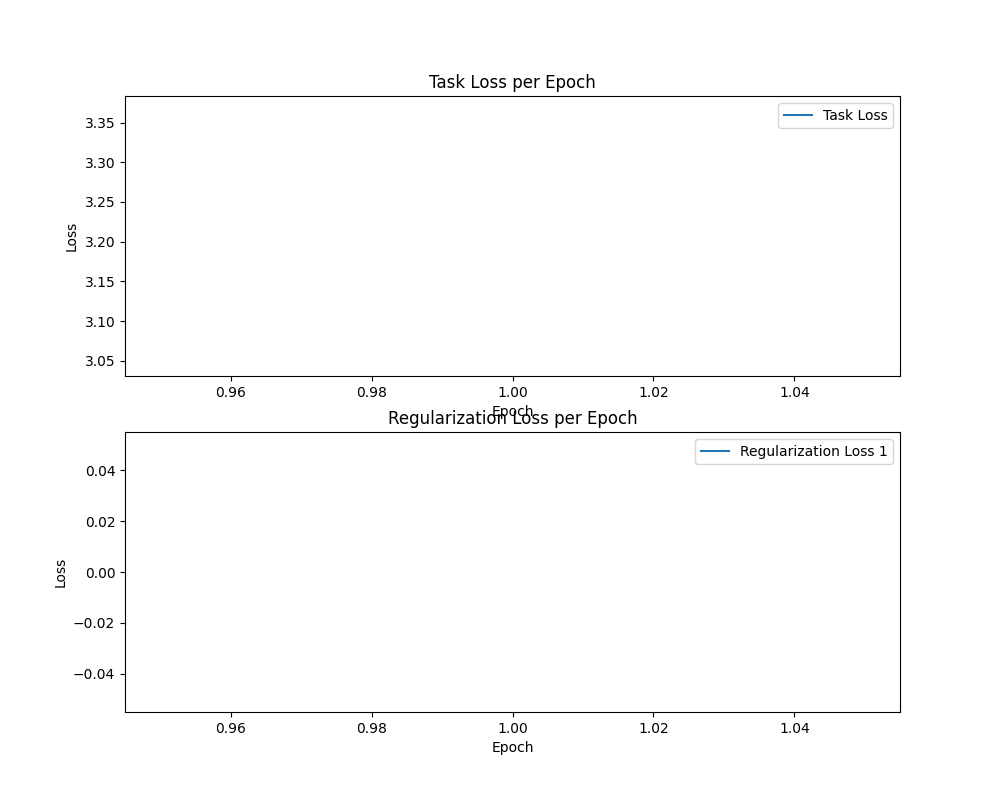 Task Loss per Epoch
Task Loss
3.35
3.30
3.25
3.20
3.15
3.10
3.05
Loss
0.96 0.98 1.00 1.02 1.04
Epoch
Regularization Loss per Epoch
Regularization Loss 1
0.04
0.02
0.00
−0.02
−0.04
Loss
0.96 0.98 1.00 1.02 1.04
Epoch